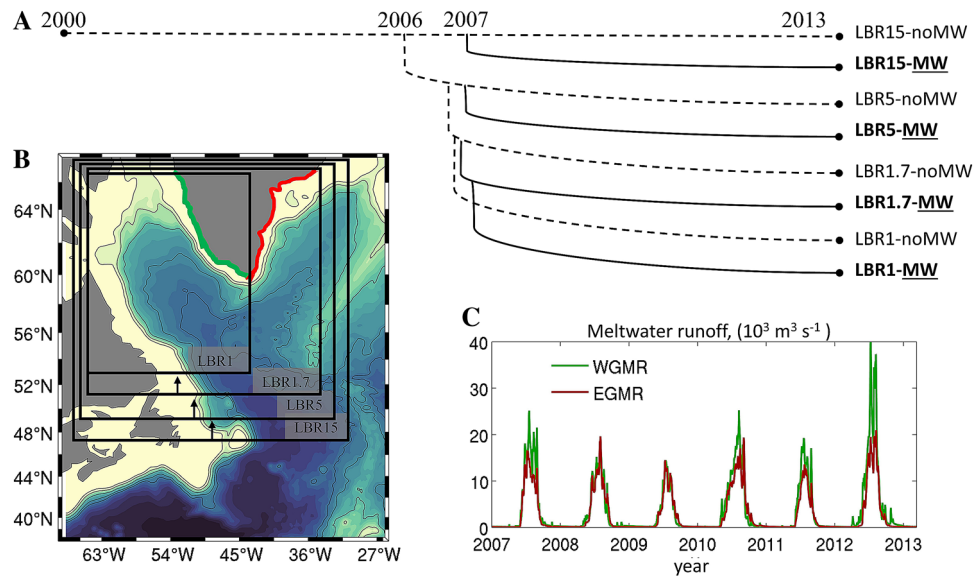 A
2000
2006
2007
2013
LBR15-noMW
LBR15-MW
LBR5-noMW
LBR5-MW
LBR1.7-noMW
LBR1.7-MW
LBR1-noMW
LBR1-MW
B
64°N
60°N
56°N
52°N
48°N
44°N
40°N
63°W
54°W
45°W
36°W
27°W
LBR1
LBR1.7
LBR5
LBR15
C
Meltwater runoff, (10³ m³ s⁻¹)
WGMR
EGMR
40
30
20
10
0
2007
2008
2009
2010
2011
2012
2013
year